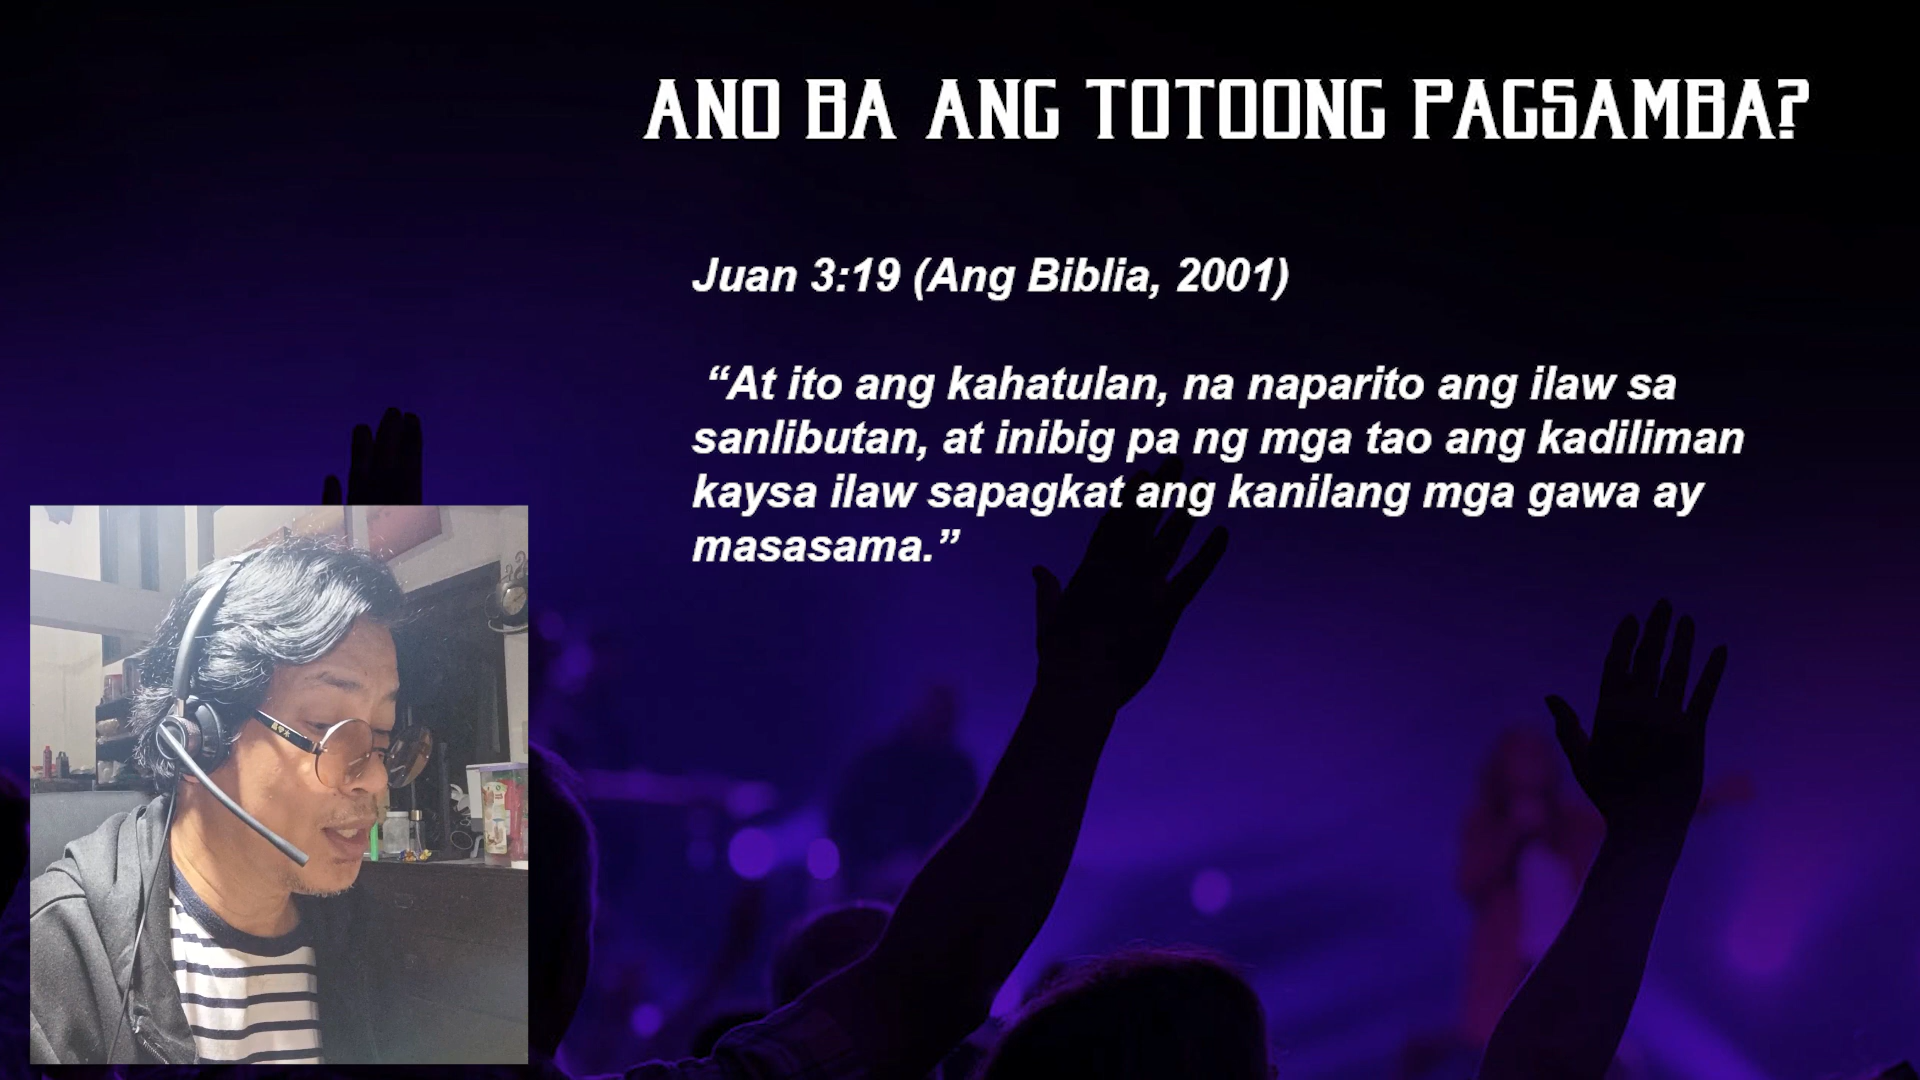 ANO BA ANG TOTOONG PAGSAMBA?
Juan 3:19 (Ang Biblia, 2001)
“At ito ang kahatulan, na naparito ang ilaw sa
sanlibutan, at inibig pa ng mga tao ang kadiliman
kaysa ilaw sapagkat ang kanilang mga gawa ay
masasama.”